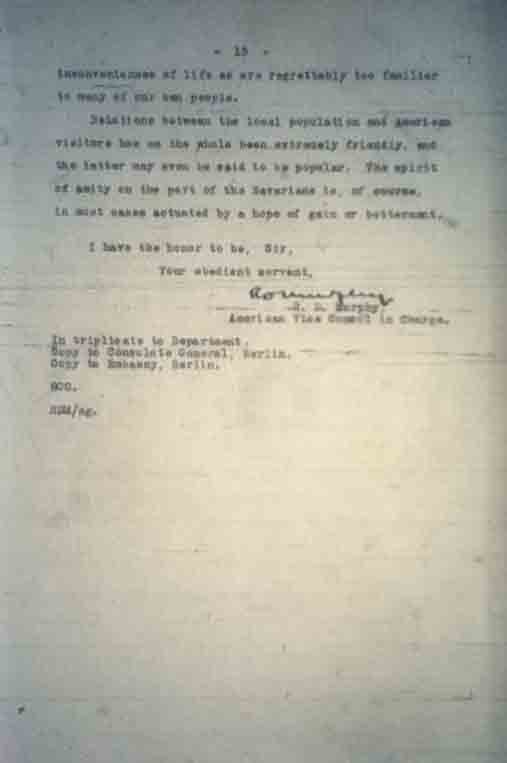 - 15 -
inconveniences of life as are regrettably too familiar
to many of our own people.
Relations between the local population and American
visitors has on the whole been extremely friendly, and
the latter may even be said to be popular. The spirit
of amity on the part of the Bavarians is, of course,
in most cases actuated by a hope of gain or betterment.
I have the honor to be, Sir,
Your obedient servant,
R. D. Murphy
American Vice Consul in Charge.
In triplicate to Department.
Copy to Consulate General, Berlin.
Copy to Embassy, Berlin.
800.
RDM/mg.